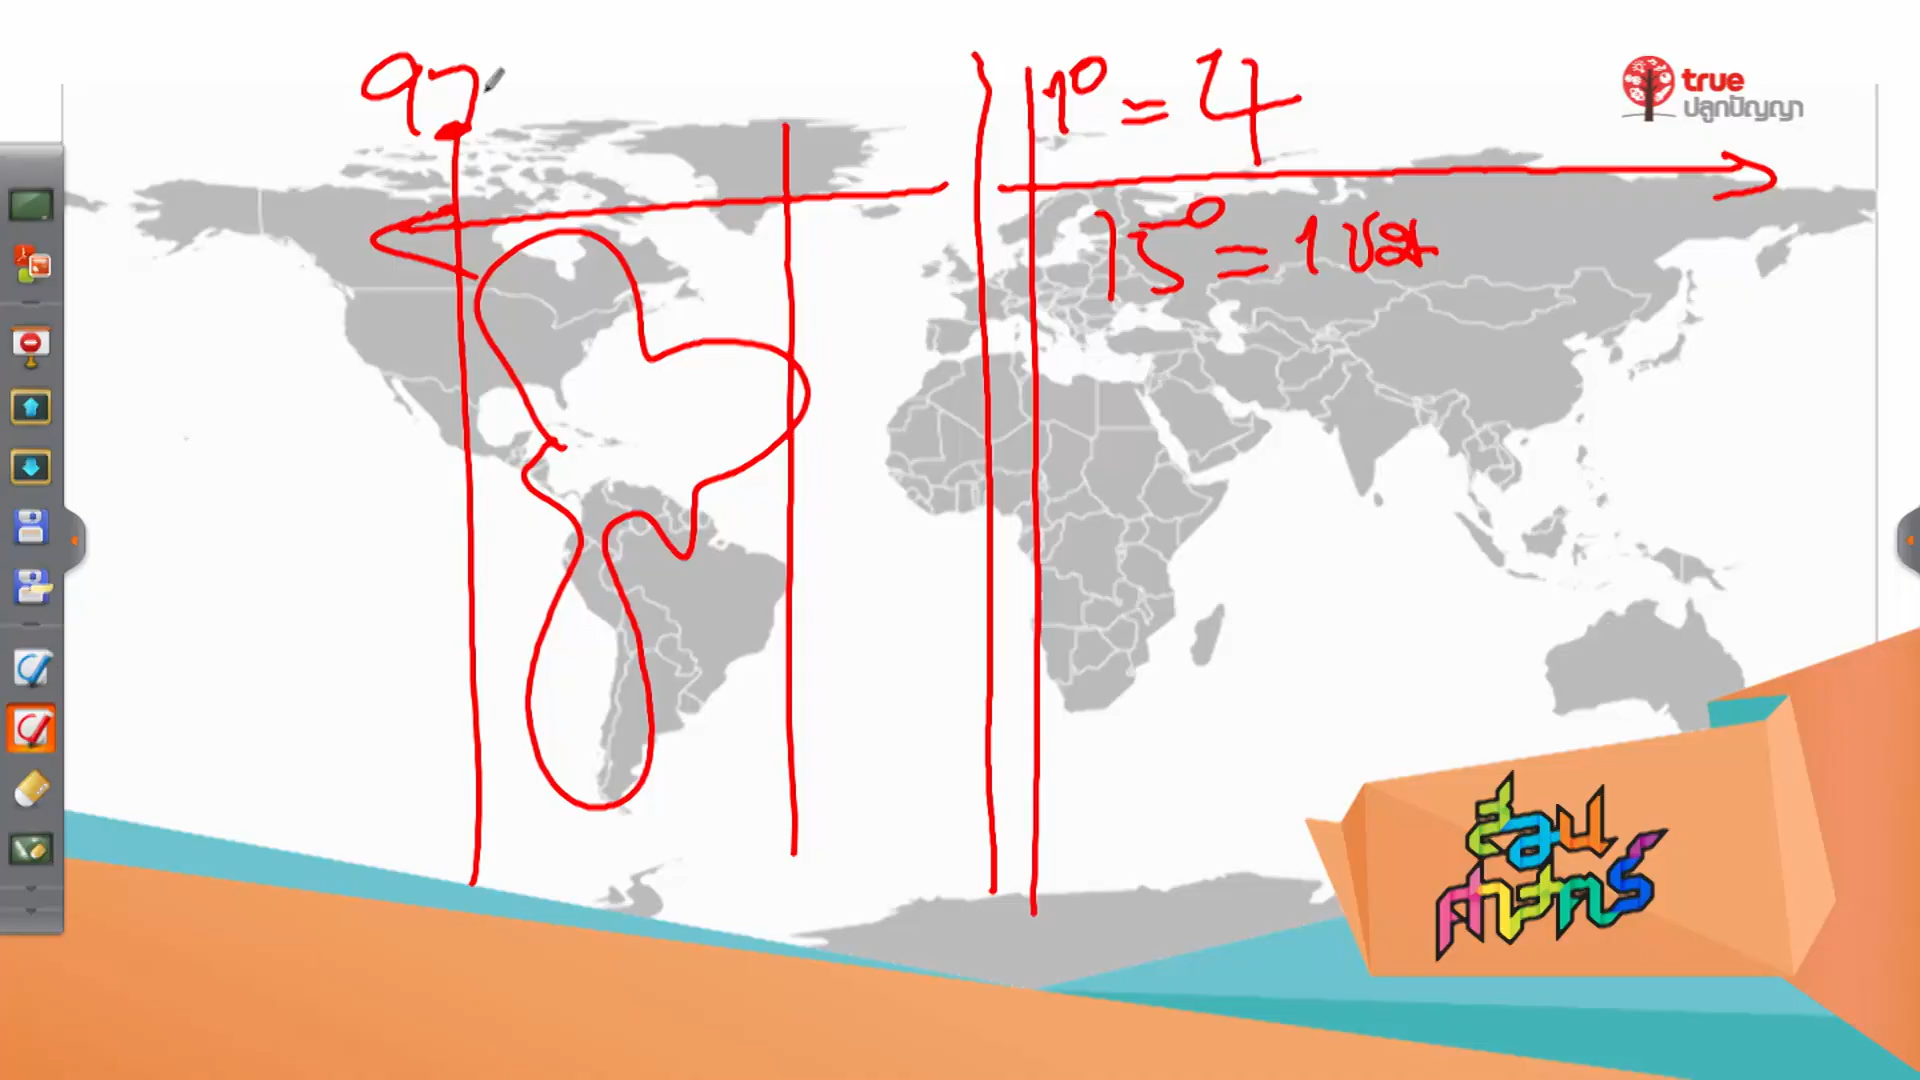 97
1° = 4
true
ปลูกปัญญา
15° = 1 ชม
สอน
ศาสตร์